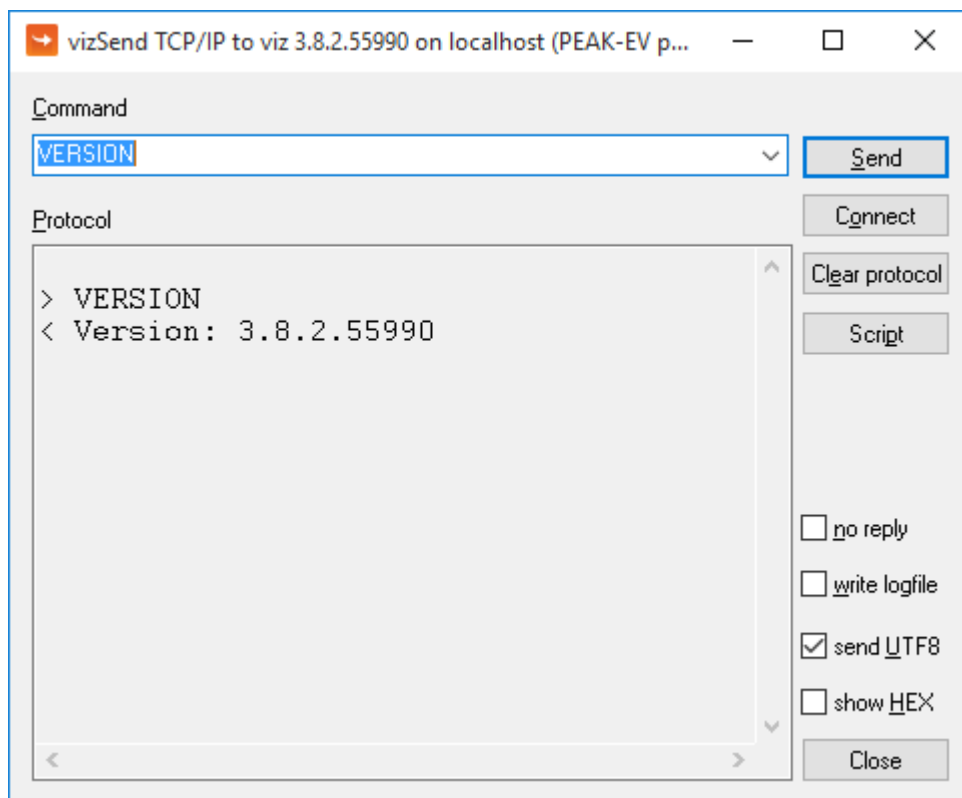 vizSend TCP/IP to viz 3.8.2.55990 on localhost (PEAK-EV p...
Command
VERSION
Send
Protocol
Connect
Clear protocol
Script
> VERSION
< Version: 3.8.2.55990
no reply
write logfile
send UTF8
show HEX
Close